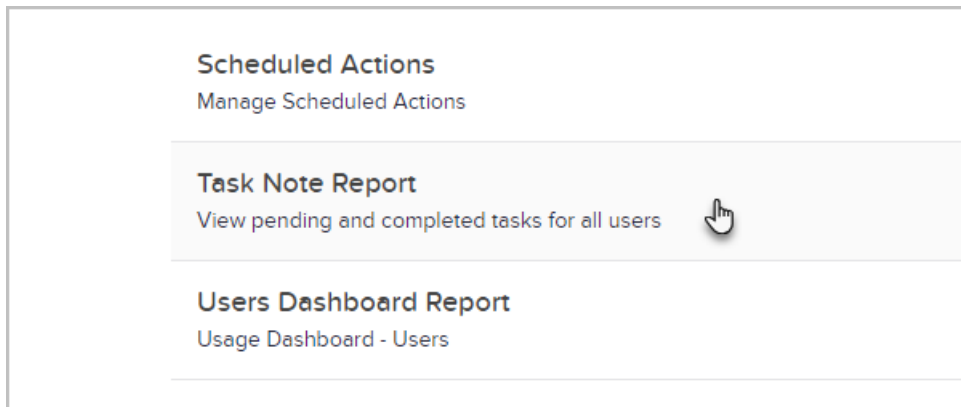 Scheduled Actions
Manage Scheduled Actions
Task Note Report
View pending and completed tasks for all users
Users Dashboard Report
Usage Dashboard - Users